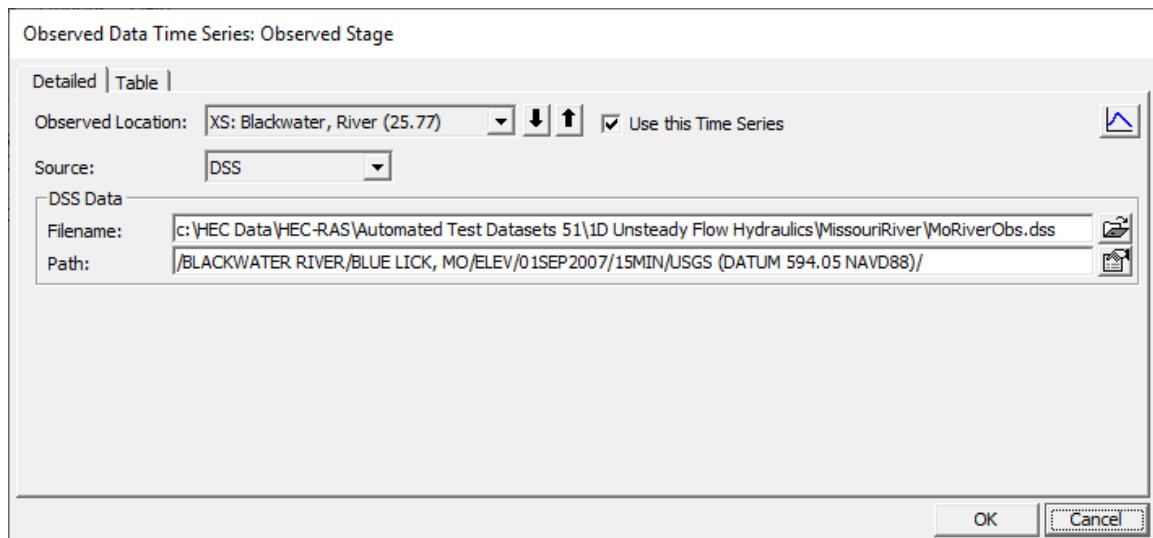 Observed Data Time Series: Observed Stage
Detailed Table
Observed Location: XS: Blackwater, River (25.77) Use this Time Series
Source: DSS
DSS Data
Filename: c:\HEC Data\HEC-RAS\Automated Test Datasets 51\1D Unsteady Flow Hydraulics\MissouriRiver\MoRiverObs.dss
Path: /BLACKWATER RIVER/BLUE LICK, MO/ELEV/01SEP2007/15MIN/USGS (DATUM 594.05 NAVD88)/
OK Cancel